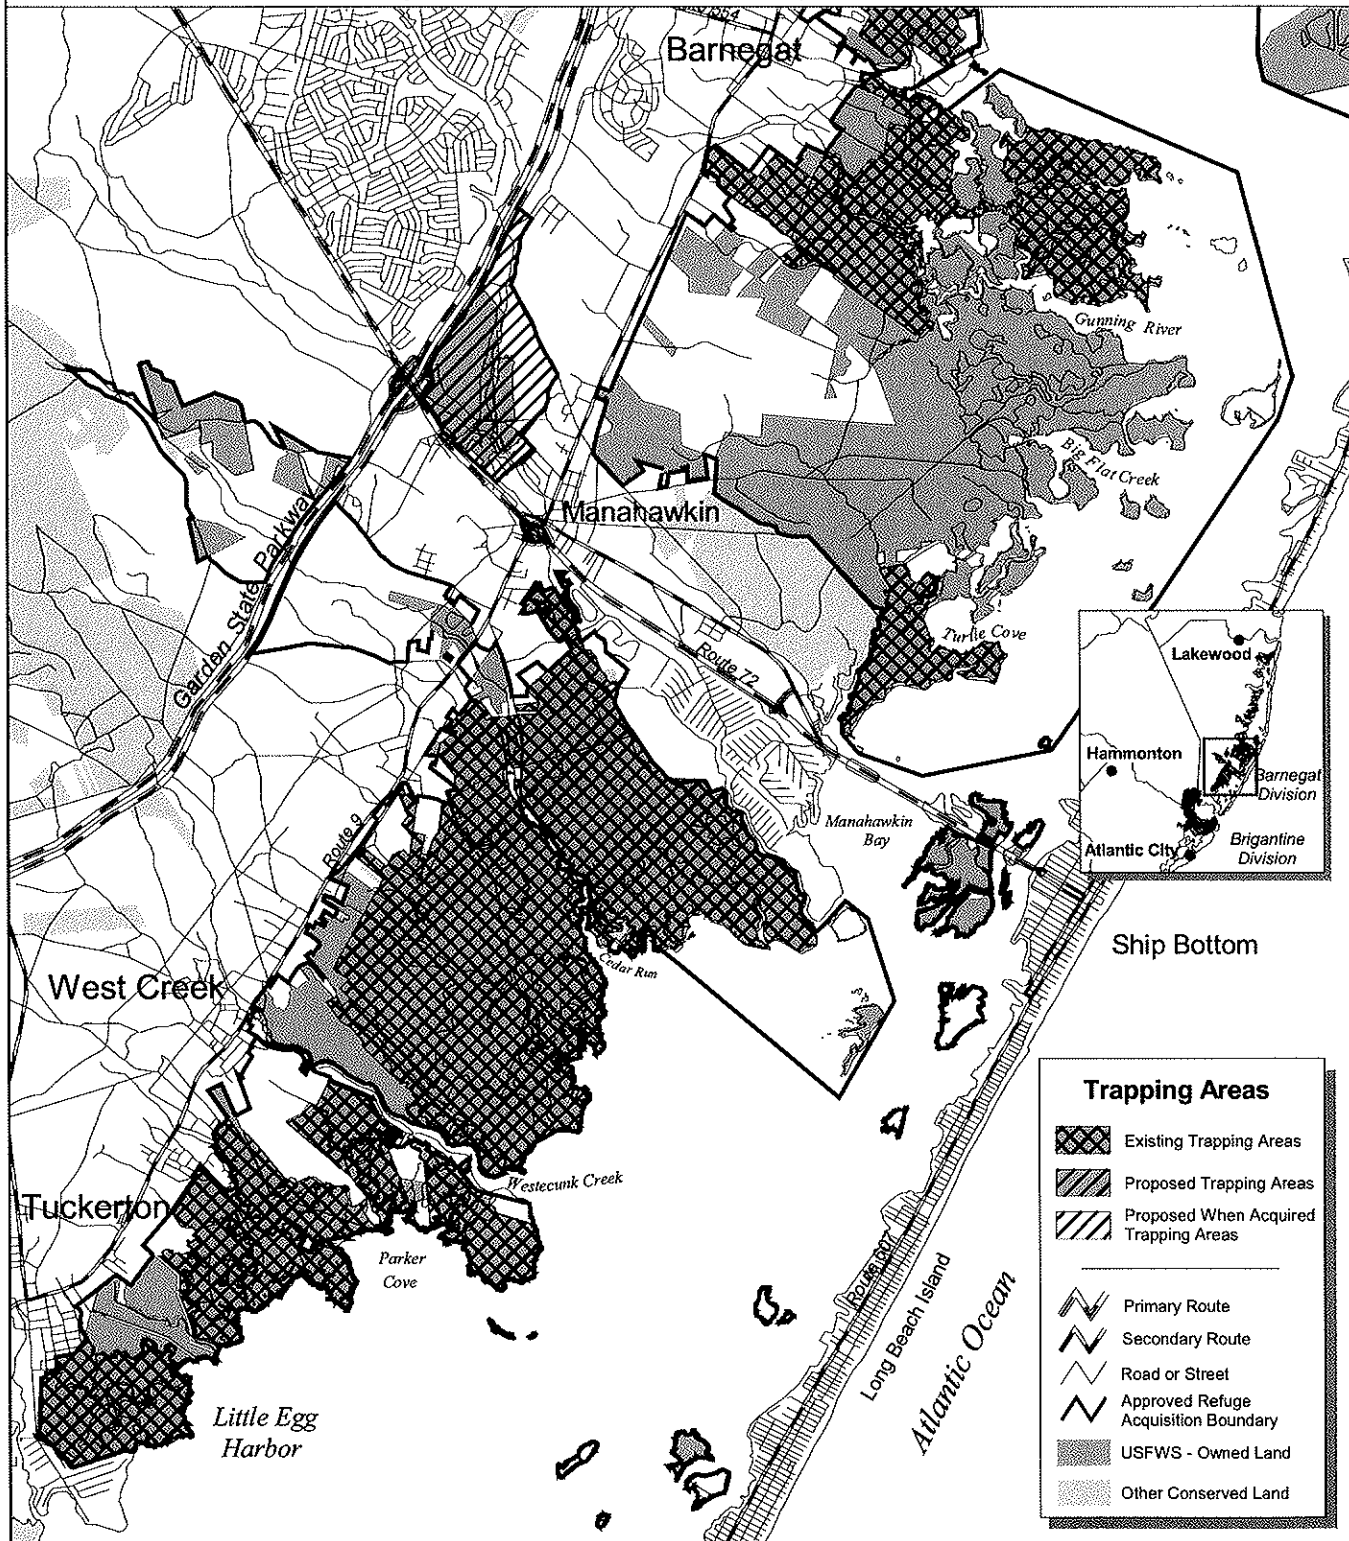 Barnegat
Gunning River
Big Flat Creek
Manahawkin
Garden State Parkway
Turtle Cove
Route 72
Lakewood
Hammonton
Barnegat
Division
Atlantic City
Brigantine
Division
Manahawkin
Bay
Route 9
Ship Bottom
Cedar Run
West Creek
Westecunk Creek
Tuckerton
Parker
Cove
Little Egg
Harbor
Route 607
Long Beach Island
Atlantic Ocean
Trapping Areas
Existing Trapping Areas
Proposed Trapping Areas
Proposed When Acquired
Trapping Areas
Primary Route
Secondary Route
Road or Street
Approved Refuge
Acquisition Boundary
USFWS - Owned Land
Other Conserved Land